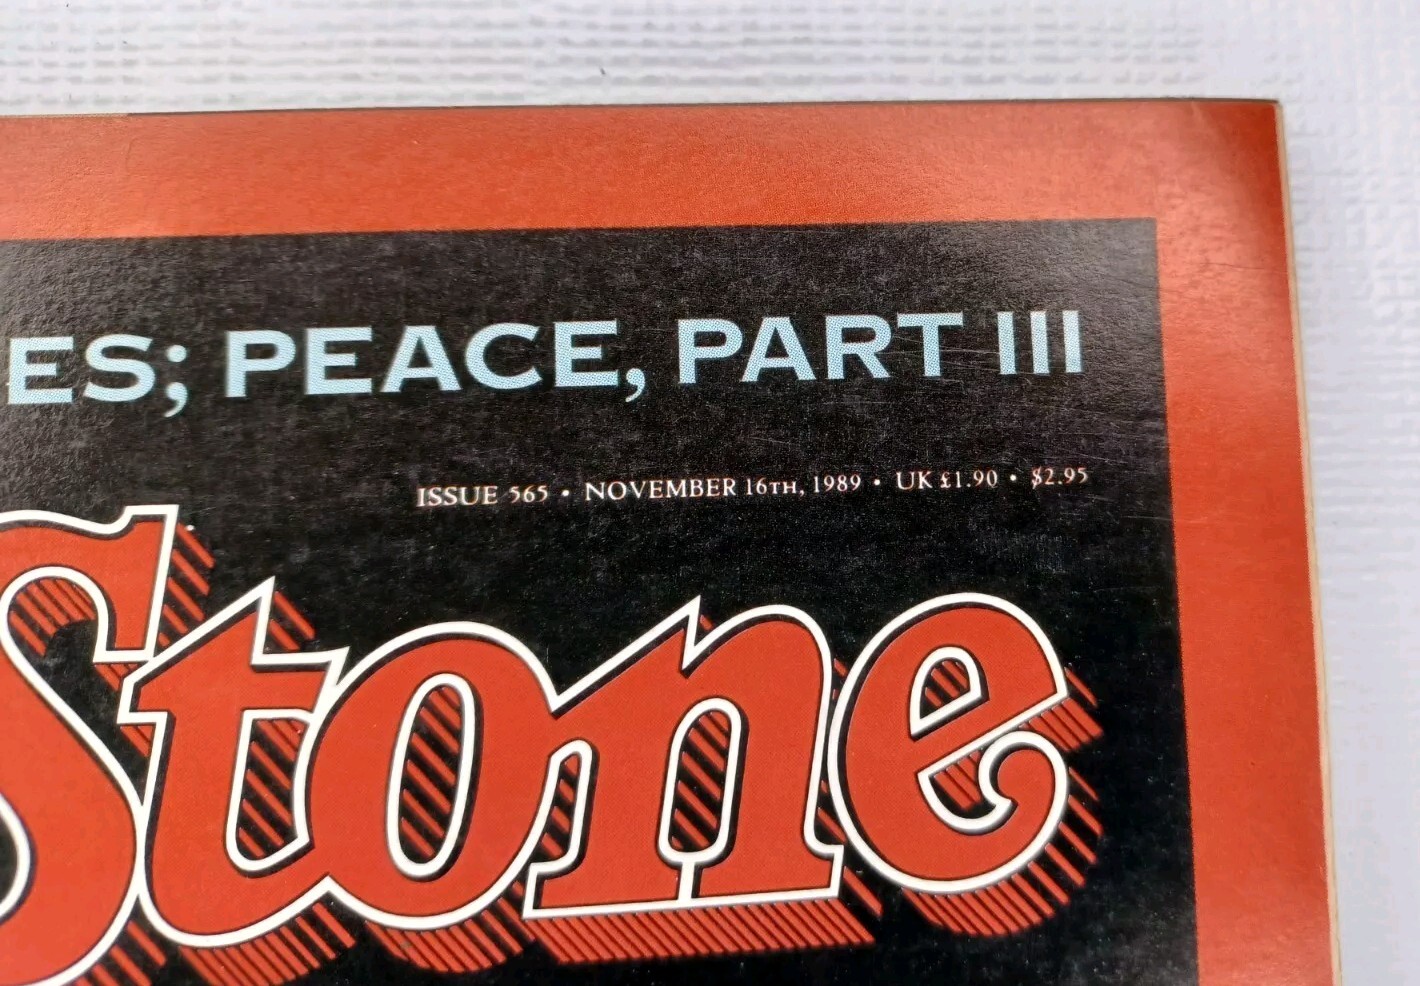 ES; PEACE, PART III
ISSUE 565 • NOVEMBER 16TH, 1989 • UK £1.90 • $2.95
Stone